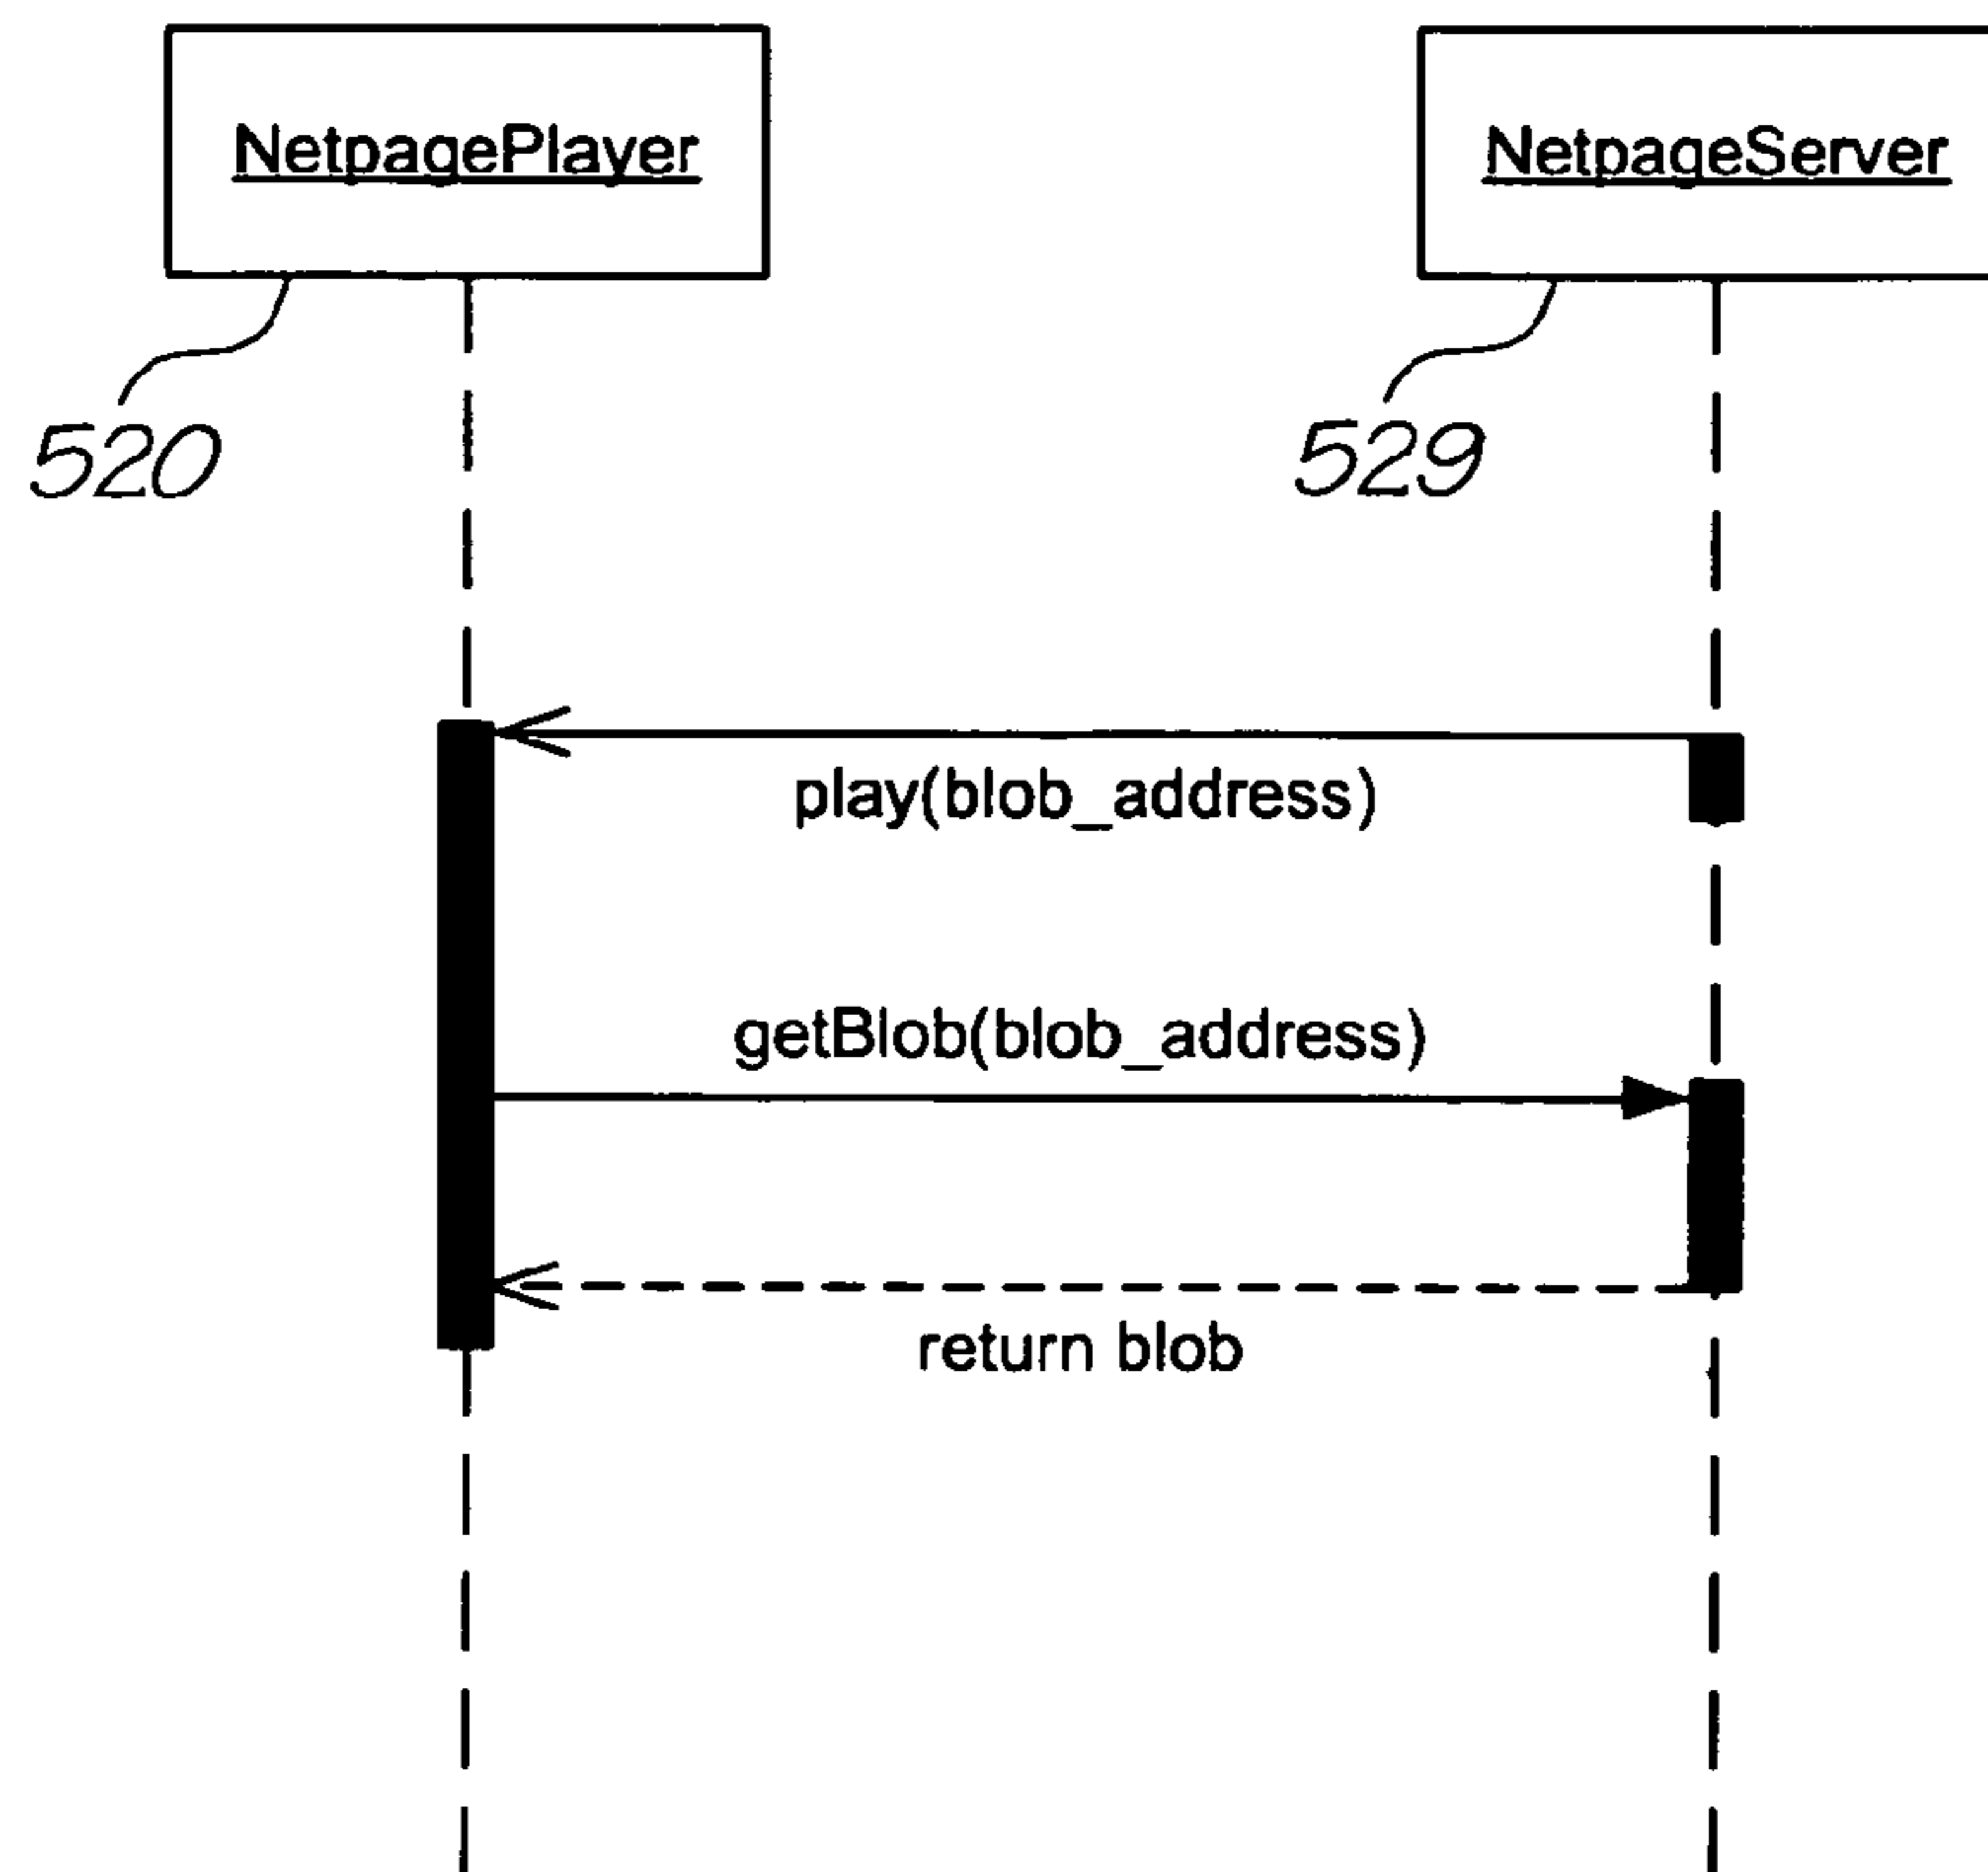 NetpagePlayer
NetpageServer
520
529
play(blob_address)
getBlob(blob_address)
return blob